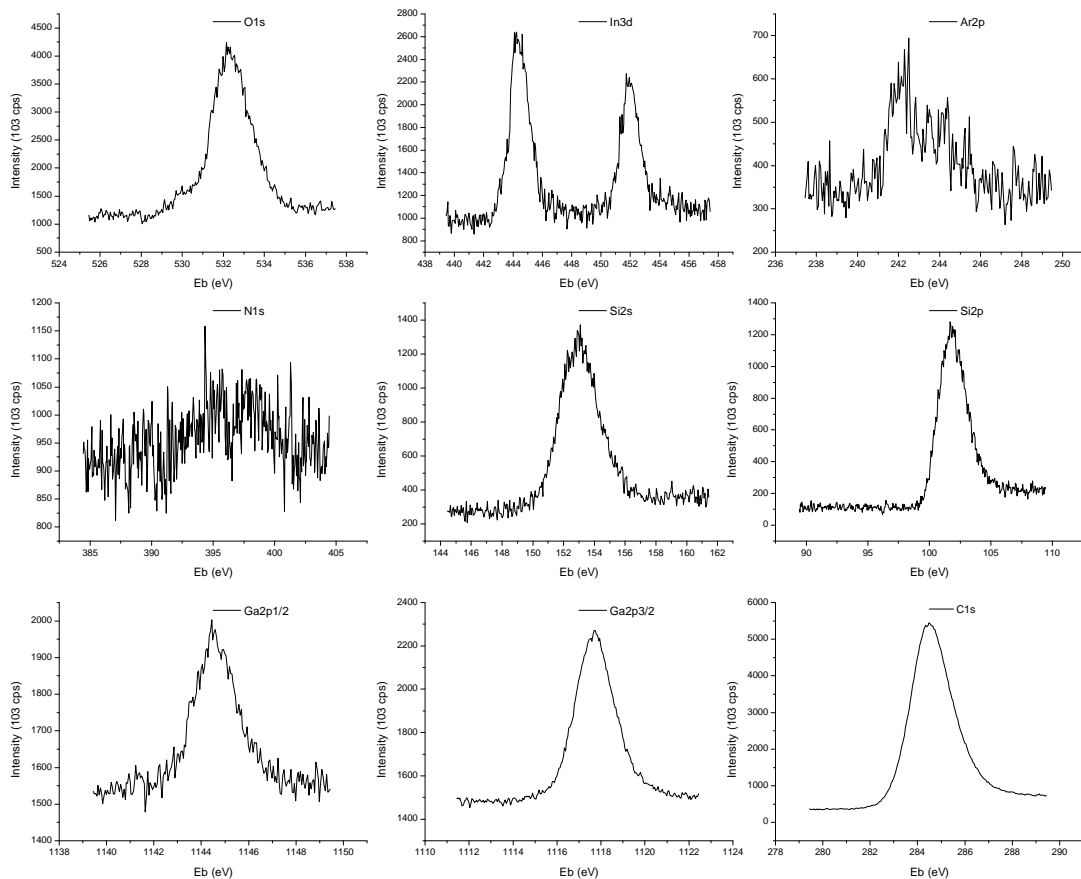 O1s
5000
4500
4000
3500
3000
2500
2000
1500
1000
500
Intensity (103 cps)
524 526 528 530 532 534 536 538
Eb (eV)
In3d
2800
2600
2400
2200
2000
1800
1600
1400
1200
1000
800
Intensity (103 cps)
438 440 442 444 446 448 450 452 454 456 458
Eb (eV)
Ar2p
700
600
500
400
300
200
Intensity (103 cps)
236 238 240 242 244 246 248 250
Eb (eV)
N1s
1200
1150
1100
1050
1000
950
900
850
800
Intensity (103 cps)
385 390 395 400 405
Eb (eV)
Si2s
1400
1200
1000
800
600
400
200
Intensity (103 cps)
144 146 148 150 152 154 156 158 160 162
Eb (eV)
Si2p
1400
1200
1000
800
600
400
200
0
Intensity (103 cps)
90 95 100 105 110
Eb (eV)
Ga2p1/2
2000
1900
1800
1700
1600
1500
1400
Intensity (103 cps)
1138 1140 1142 1144 1146 1148 1150
Eb (eV)
Ga2p3/2
2400
2200
2000
1800
1600
1400
Intensity (103 cps)
1110 1112 1114 1116 1118 1120 1122 1124
Eb (eV)
C1s
6000
5000
4000
3000
2000
1000
0
Intensity (103 cps)
278 280 282 284 286 288 290
Eb (eV)